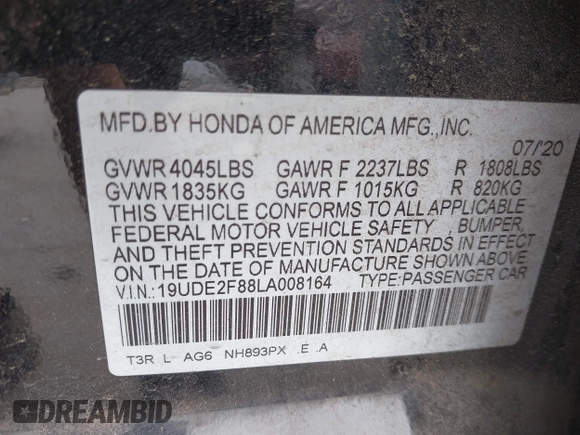 MFD.BY HONDA OF AMERICA MFG.,INC.
07/'20
GVWR 4045LBS GAWR F 2237LBS R 1808LBS
GVWR 1835KG GAWR F 1015KG R 820KG
THIS VEHICLE CONFORMS TO ALL APPLICABLE
FEDERAL MOTOR VEHICLE SAFETY , BUMPER,
AND THEFT PREVENTION STANDARDS IN EFFECT
ON THE DATE OF MANUFACTURE SHOWN ABOVE.
V.I.N.:19UDE2F88LA008164 TYPE:PASSENGER CAR
T3R L AG6 NH893PX .E .A
DREAMBID